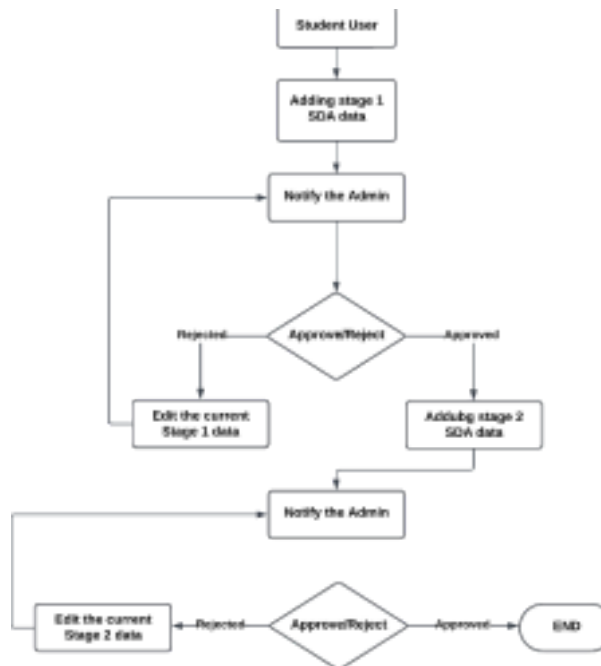 Student User
Adding stage 1
SDA data
Notify the Admin
Rejected
Approve/Reject
Approved
Edit the current
Stage 1 data
Addubg stage 2
SDA data
Notify the Admin
Edit the current
Stage 2 data
Rejected
Approve/Reject
Approved
END